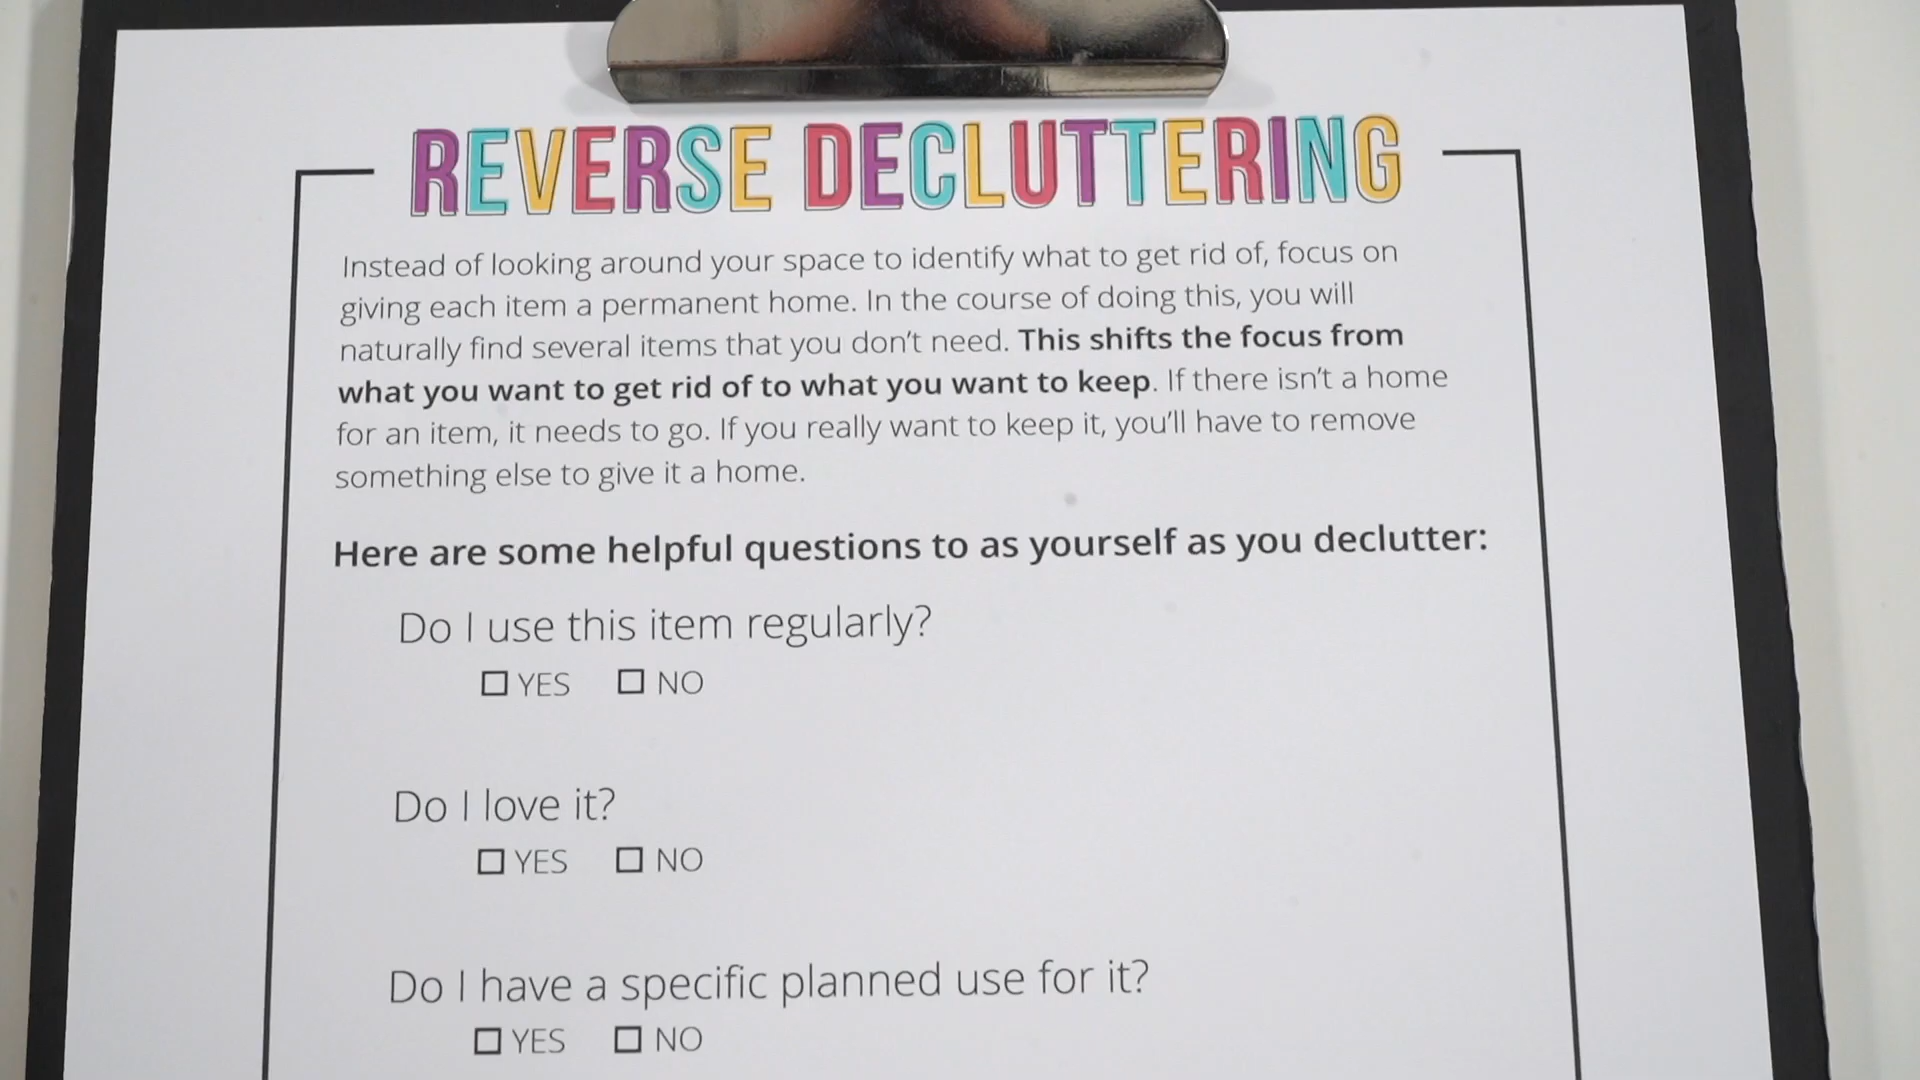 REVERSE DECLUTTERING
Instead of looking around your space to identify what to get rid of, focus on
giving each item a permanent home. In the course of doing this, you will
naturally find several items that you don't need. This shifts the focus from
what you want to get rid of to what you want to keep. If there isn't a home
for an item, it needs to go. If you really want to keep it, you'll have to remove
something else to give it a home.
Here are some helpful questions to as yourself as you declutter:
Do I use this item regularly?
YES NO
Do I love it?
YES NO
Do I have a specific planned use for it?
YES NO